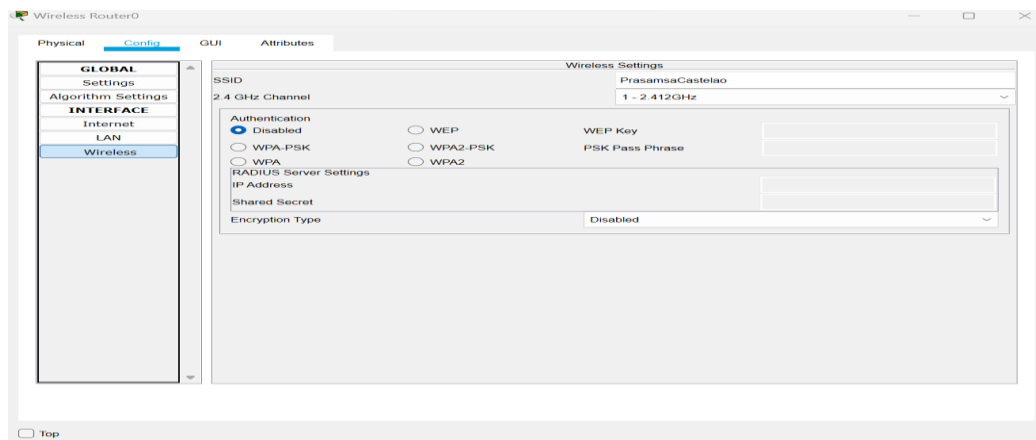 Wireless Router0
Physical Config GUI Attributes
GLOBAL
Settings
Algorithm Settings
INTERFACE
Internet
LAN
Wireless
Wireless Settings
SSID PrasamsaCastelao
2.4 GHz Channel 1 - 2.412GHz
Authentication
Disabled WEP WEP Key
WPA-PSK WPA2-PSK PSK Pass Phrase
WPA WPA2
RADIUS Server Settings
IP Address
Shared Secret
Encryption Type Disabled
Top